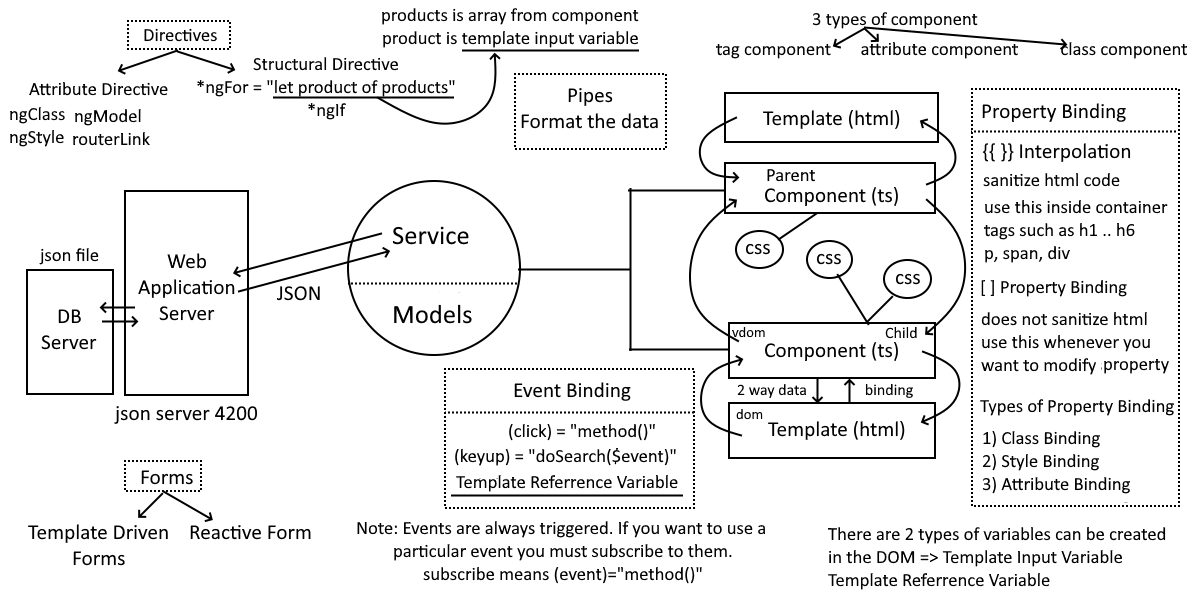 Directives
Attribute Directive
ngClass ngModel
ngStyle routerLink
Structural Directive
*ngFor = "let product of products"
*ngIf
products is array from component
product is template input variable
Pipes
Format the data
3 types of component
tag component
attribute component
class component
json file
DB
Server
Web
Application
Server
json server 4200
JSON
Service
Models
Template (html)
Parent
Component (ts)
css
css
css
vdom
Child
Component (ts)
2 way data
binding
dom
Template (html)
Property Binding
{{ }} Interpolation
sanitize html code
use this inside container
tags such as h1 .. h6
p, span, div
[ ] Property Binding
does not sanitize html
use this whenever you
want to modify property
Types of Property Binding
1) Class Binding
2) Style Binding
3) Attribute Binding
Event Binding
(click) = "method()"
(keyup) = "doSearch($event)"
Template Referrence Variable
Forms
Template Driven
Forms
Reactive Form
Note: Events are always triggered. If you want to use a
particular event you must subscribe to them.
subscribe means (event)="method()"
There are 2 types of variables can be created
in the DOM => Template Input Variable
Template Referrence Variable